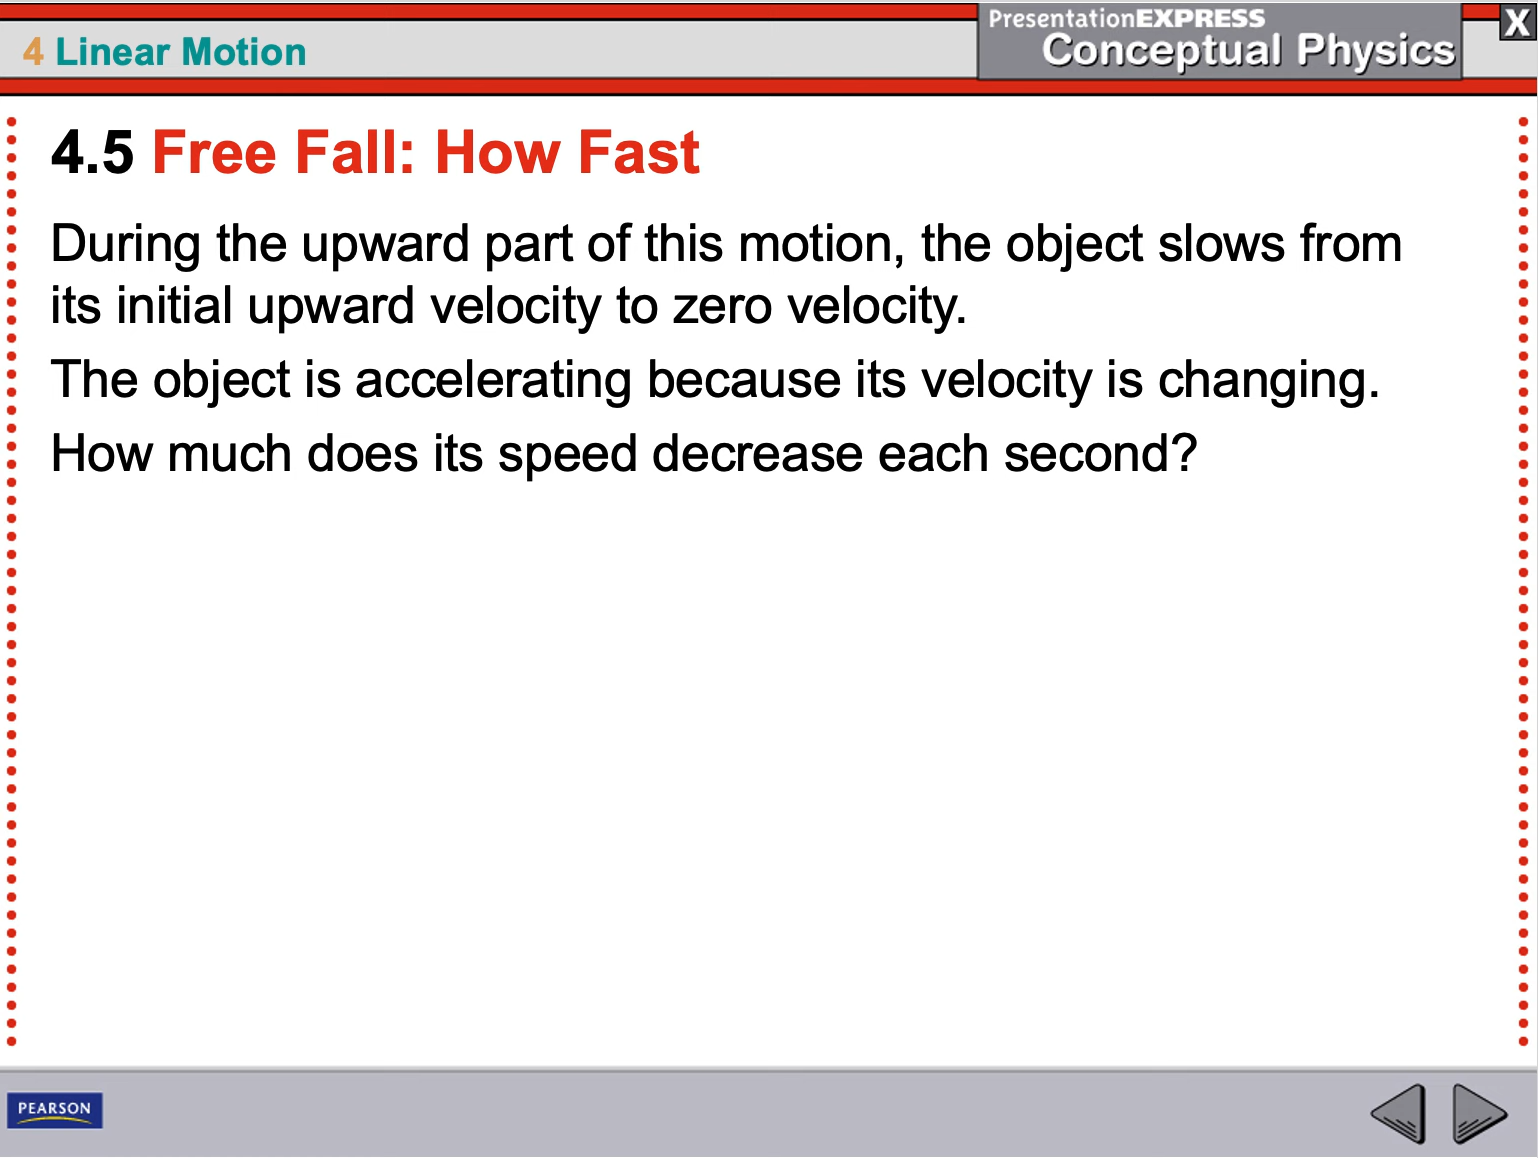 4 Linear Motion
PresentationEXPRESS
Conceptual Physics
X
4.5 Free Fall: How Fast
During the upward part of this motion, the object slows from
its initial upward velocity to zero velocity.
The object is accelerating because its velocity is changing.
How much does its speed decrease each second?
PEARSON